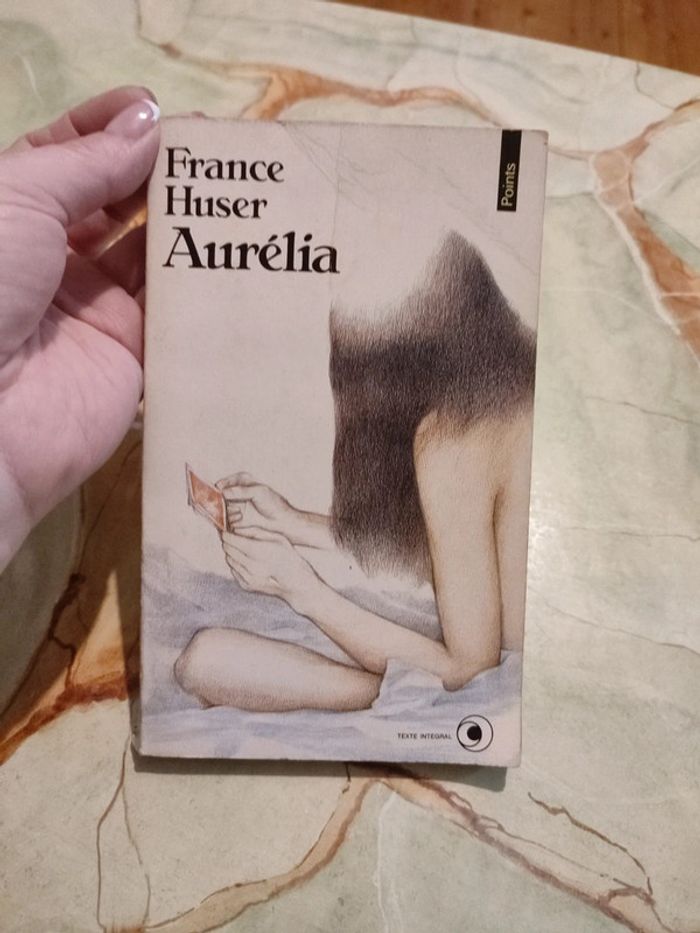 France
Huser
Aurélia
Points
TEXTE INTEGRAL